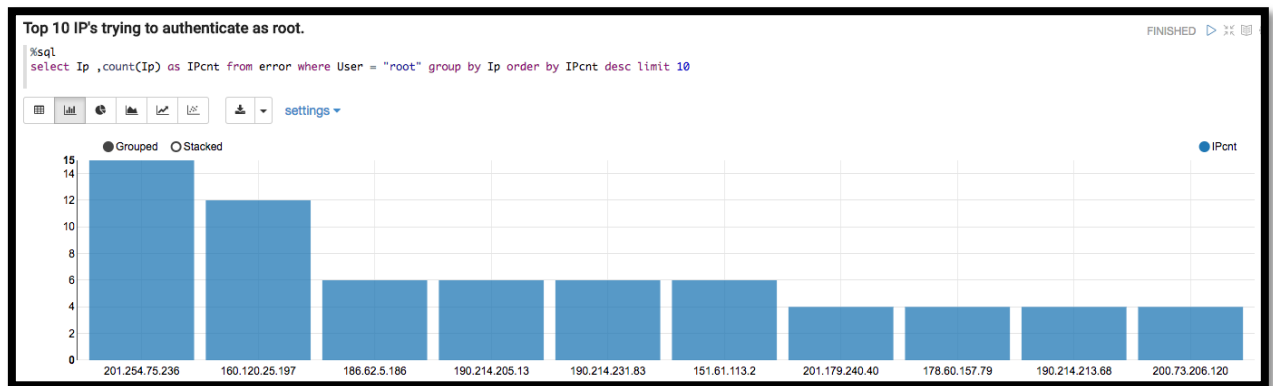 Top 10 IP's trying to authenticate as root.
FINISHED
%sql
select Ip ,count(Ip) as IPcnt from error where User = "root" group by Ip order by IPcnt desc limit 10
settings
Grouped Stacked
IPcnt
15
14
12
10
8
6
4
2
0
201.254.75.236 160.120.25.197 186.62.5.186 190.214.205.13 190.214.231.83 151.61.113.2 201.179.240.40 178.60.157.79 190.214.213.68 200.73.206.120